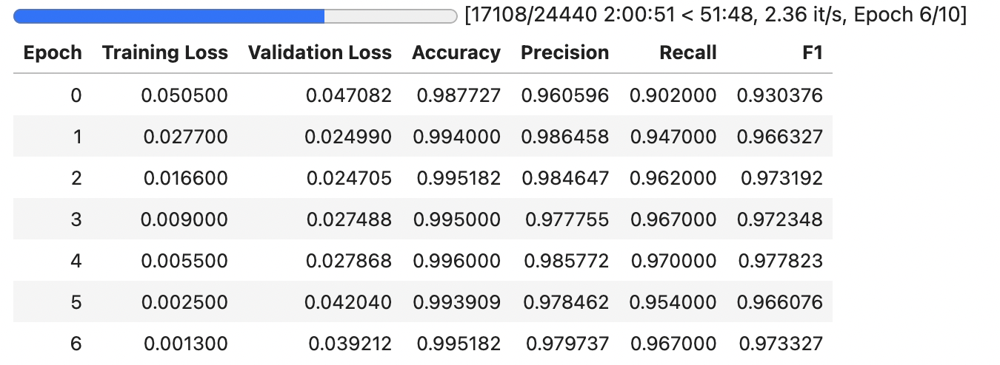 [17108/24440 2:00:51 < 51:48, 2.36 it/s, Epoch 6/10]
Epoch Training Loss Validation Loss Accuracy Precision Recall F1
0 0.050500 0.047082 0.987727 0.960596 0.902000 0.930376
1 0.027700 0.024990 0.994000 0.986458 0.947000 0.966327
2 0.016600 0.024705 0.995182 0.984647 0.962000 0.973192
3 0.009000 0.027488 0.995000 0.977755 0.967000 0.972348
4 0.005500 0.027868 0.996000 0.985772 0.970000 0.977823
5 0.002500 0.042040 0.993909 0.978462 0.954000 0.966076
6 0.001300 0.039212 0.995182 0.979737 0.967000 0.973327